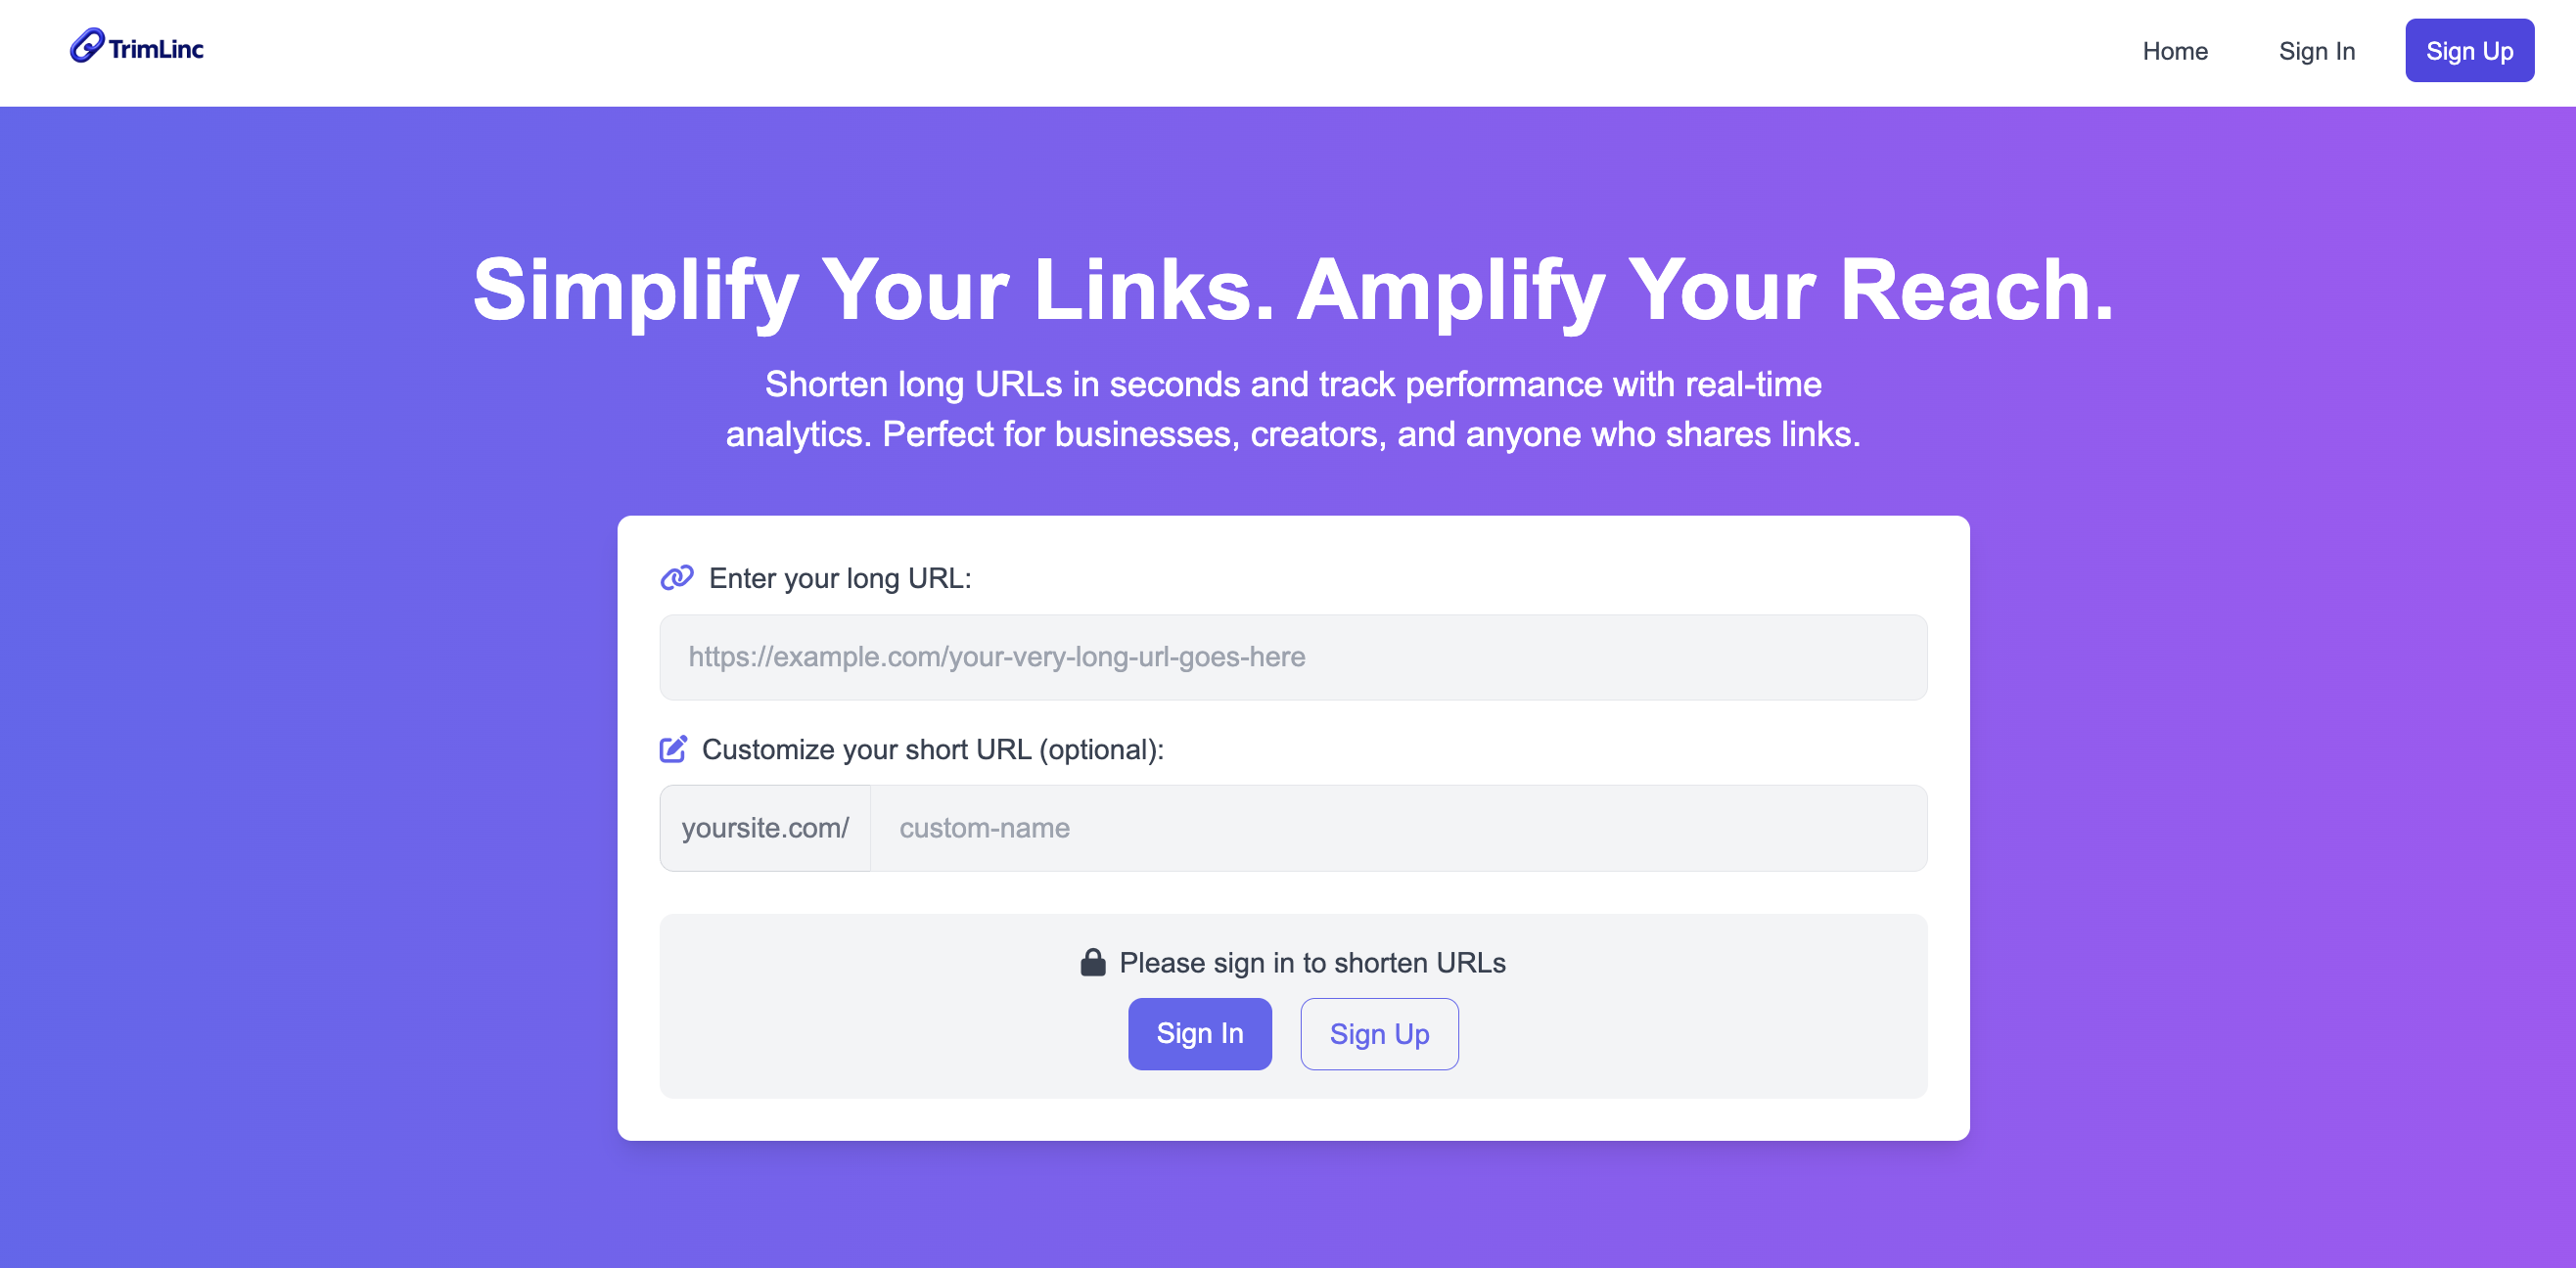 TrimLinc
Home
Sign In
Sign Up
Simplify Your Links. Amplify Your Reach.
Shorten long URLs in seconds and track performance with real-time
analytics. Perfect for businesses, creators, and anyone who shares links.
Enter your long URL:
https://example.com/your-very-long-url-goes-here
Customize your short URL (optional):
yoursite.com/ custom-name
Please sign in to shorten URLs
Sign In
Sign Up